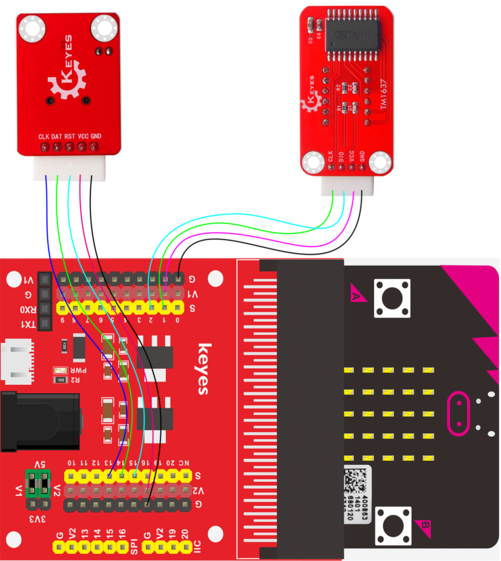 KEYES
CLK DAT RST VCC GND
KEYES
TM1637
CLK
DIO
VCC
GND
V1
G
RX0
TX1
G
V1
S
9 8 7 6 5 4 3 2 1 0
keyes
PWR
R2
5V
V1
V2
3V3
10 11 12 13 14 15 16 19 20 NC
S
V2
G
G
V2
13
14
15
16
SPI
G
V2
19
20
IIC
A
B